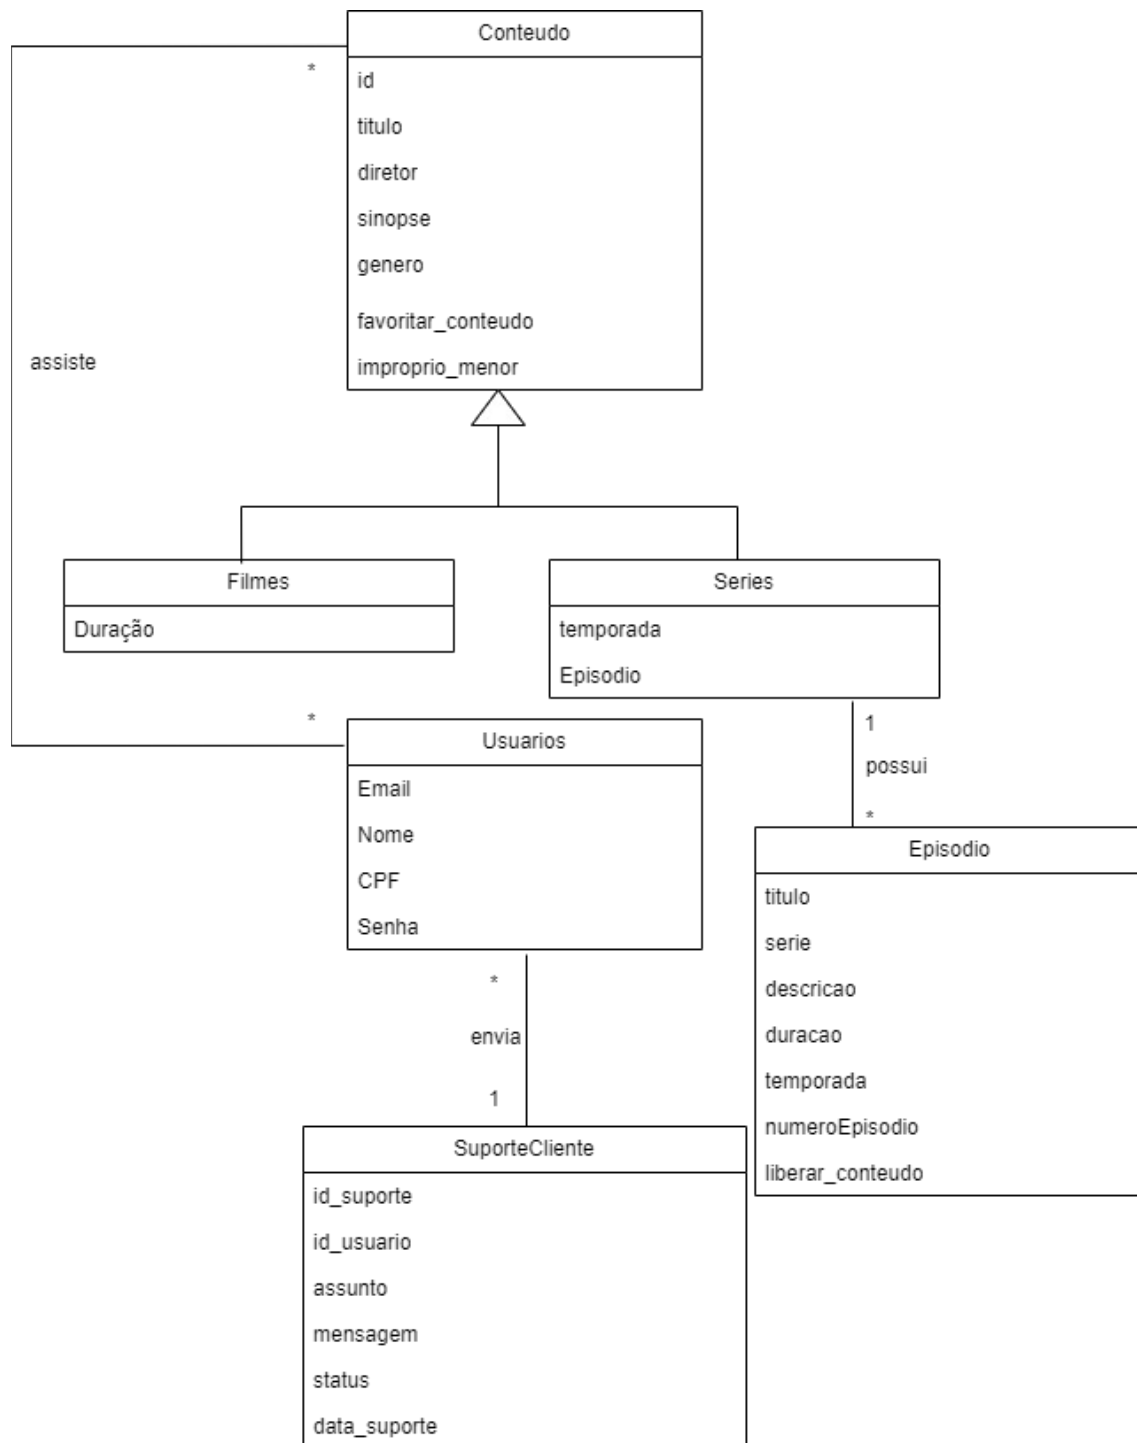 Conteudo
*
id
titulo
diretor
sinopse
genero
favoritar_conteudo
improprio_menor
assiste
Filmes
Duração
Series
temporada
Episodio
*
Usuarios
Email
Nome
CPF
Senha
1
possui
*
Episodio
titulo
serie
descricao
duracao
temporada
numeroEpisodio
liberar_conteudo
*
envia
1
SuporteCliente
id_suporte
id_usuario
assunto
mensagem
status
data_suporte